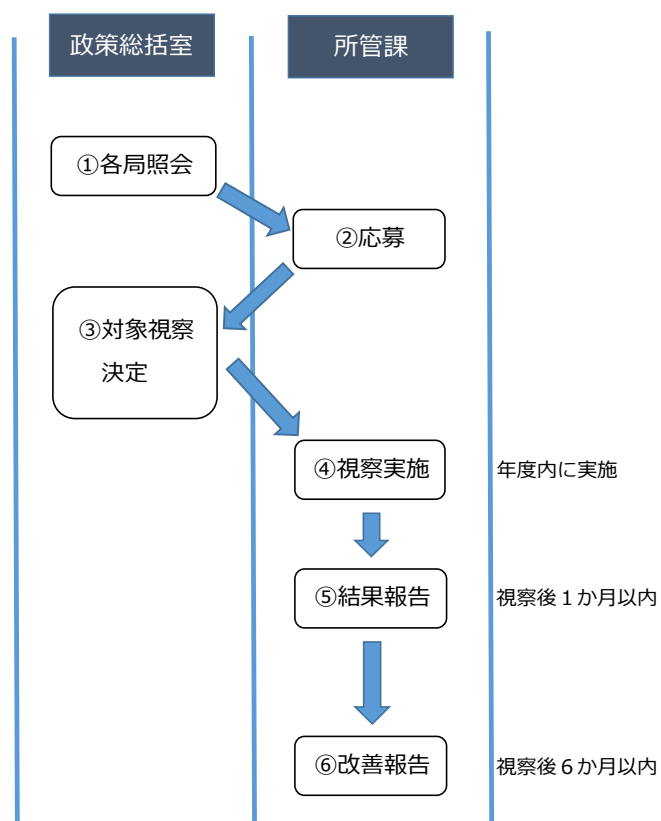 政策総括室
所管課
①各局照会
②応募
③対象視察
決定
④視察実施
年度内に実施
⑤結果報告
視察後１か月以内
⑥改善報告
視察後６か月以内